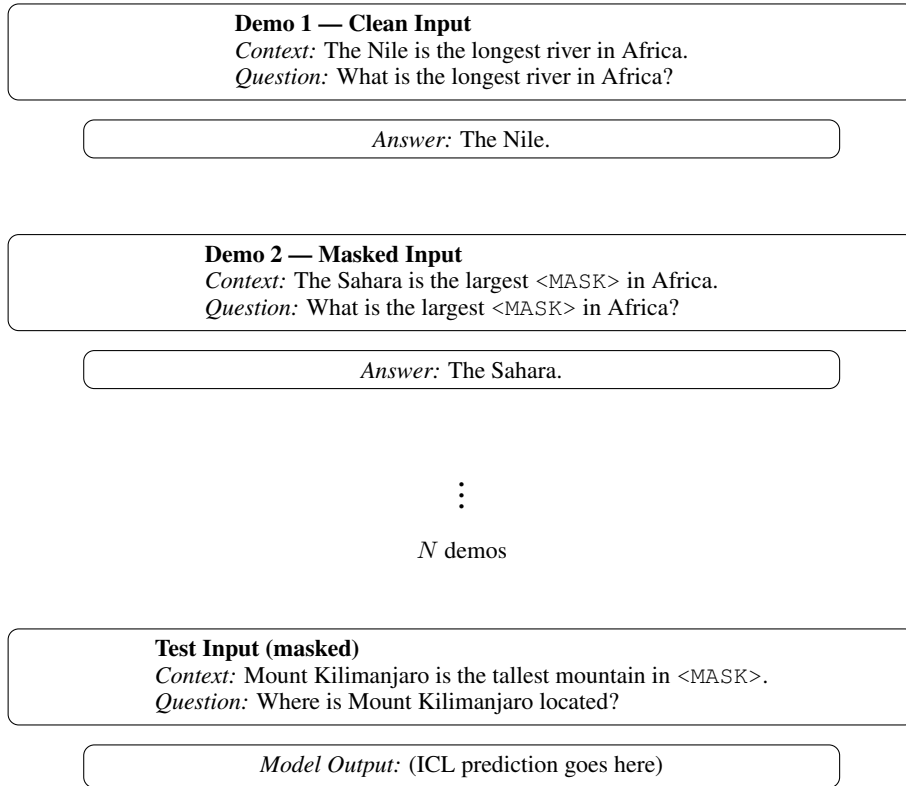 Demo 1 — Clean Input
Context: The Nile is the longest river in Africa.
Question: What is the longest river in Africa?
Answer: The Nile.
Demo 2 — Masked Input
Context: The Sahara is the largest <MASK> in Africa.
Question: What is the largest <MASK> in Africa?
Answer: The Sahara.
⋮
N demos
Test Input (masked)
Context: Mount Kilimanjaro is the tallest mountain in <MASK>.
Question: Where is Mount Kilimanjaro located?
Model Output: (ICL prediction goes here)